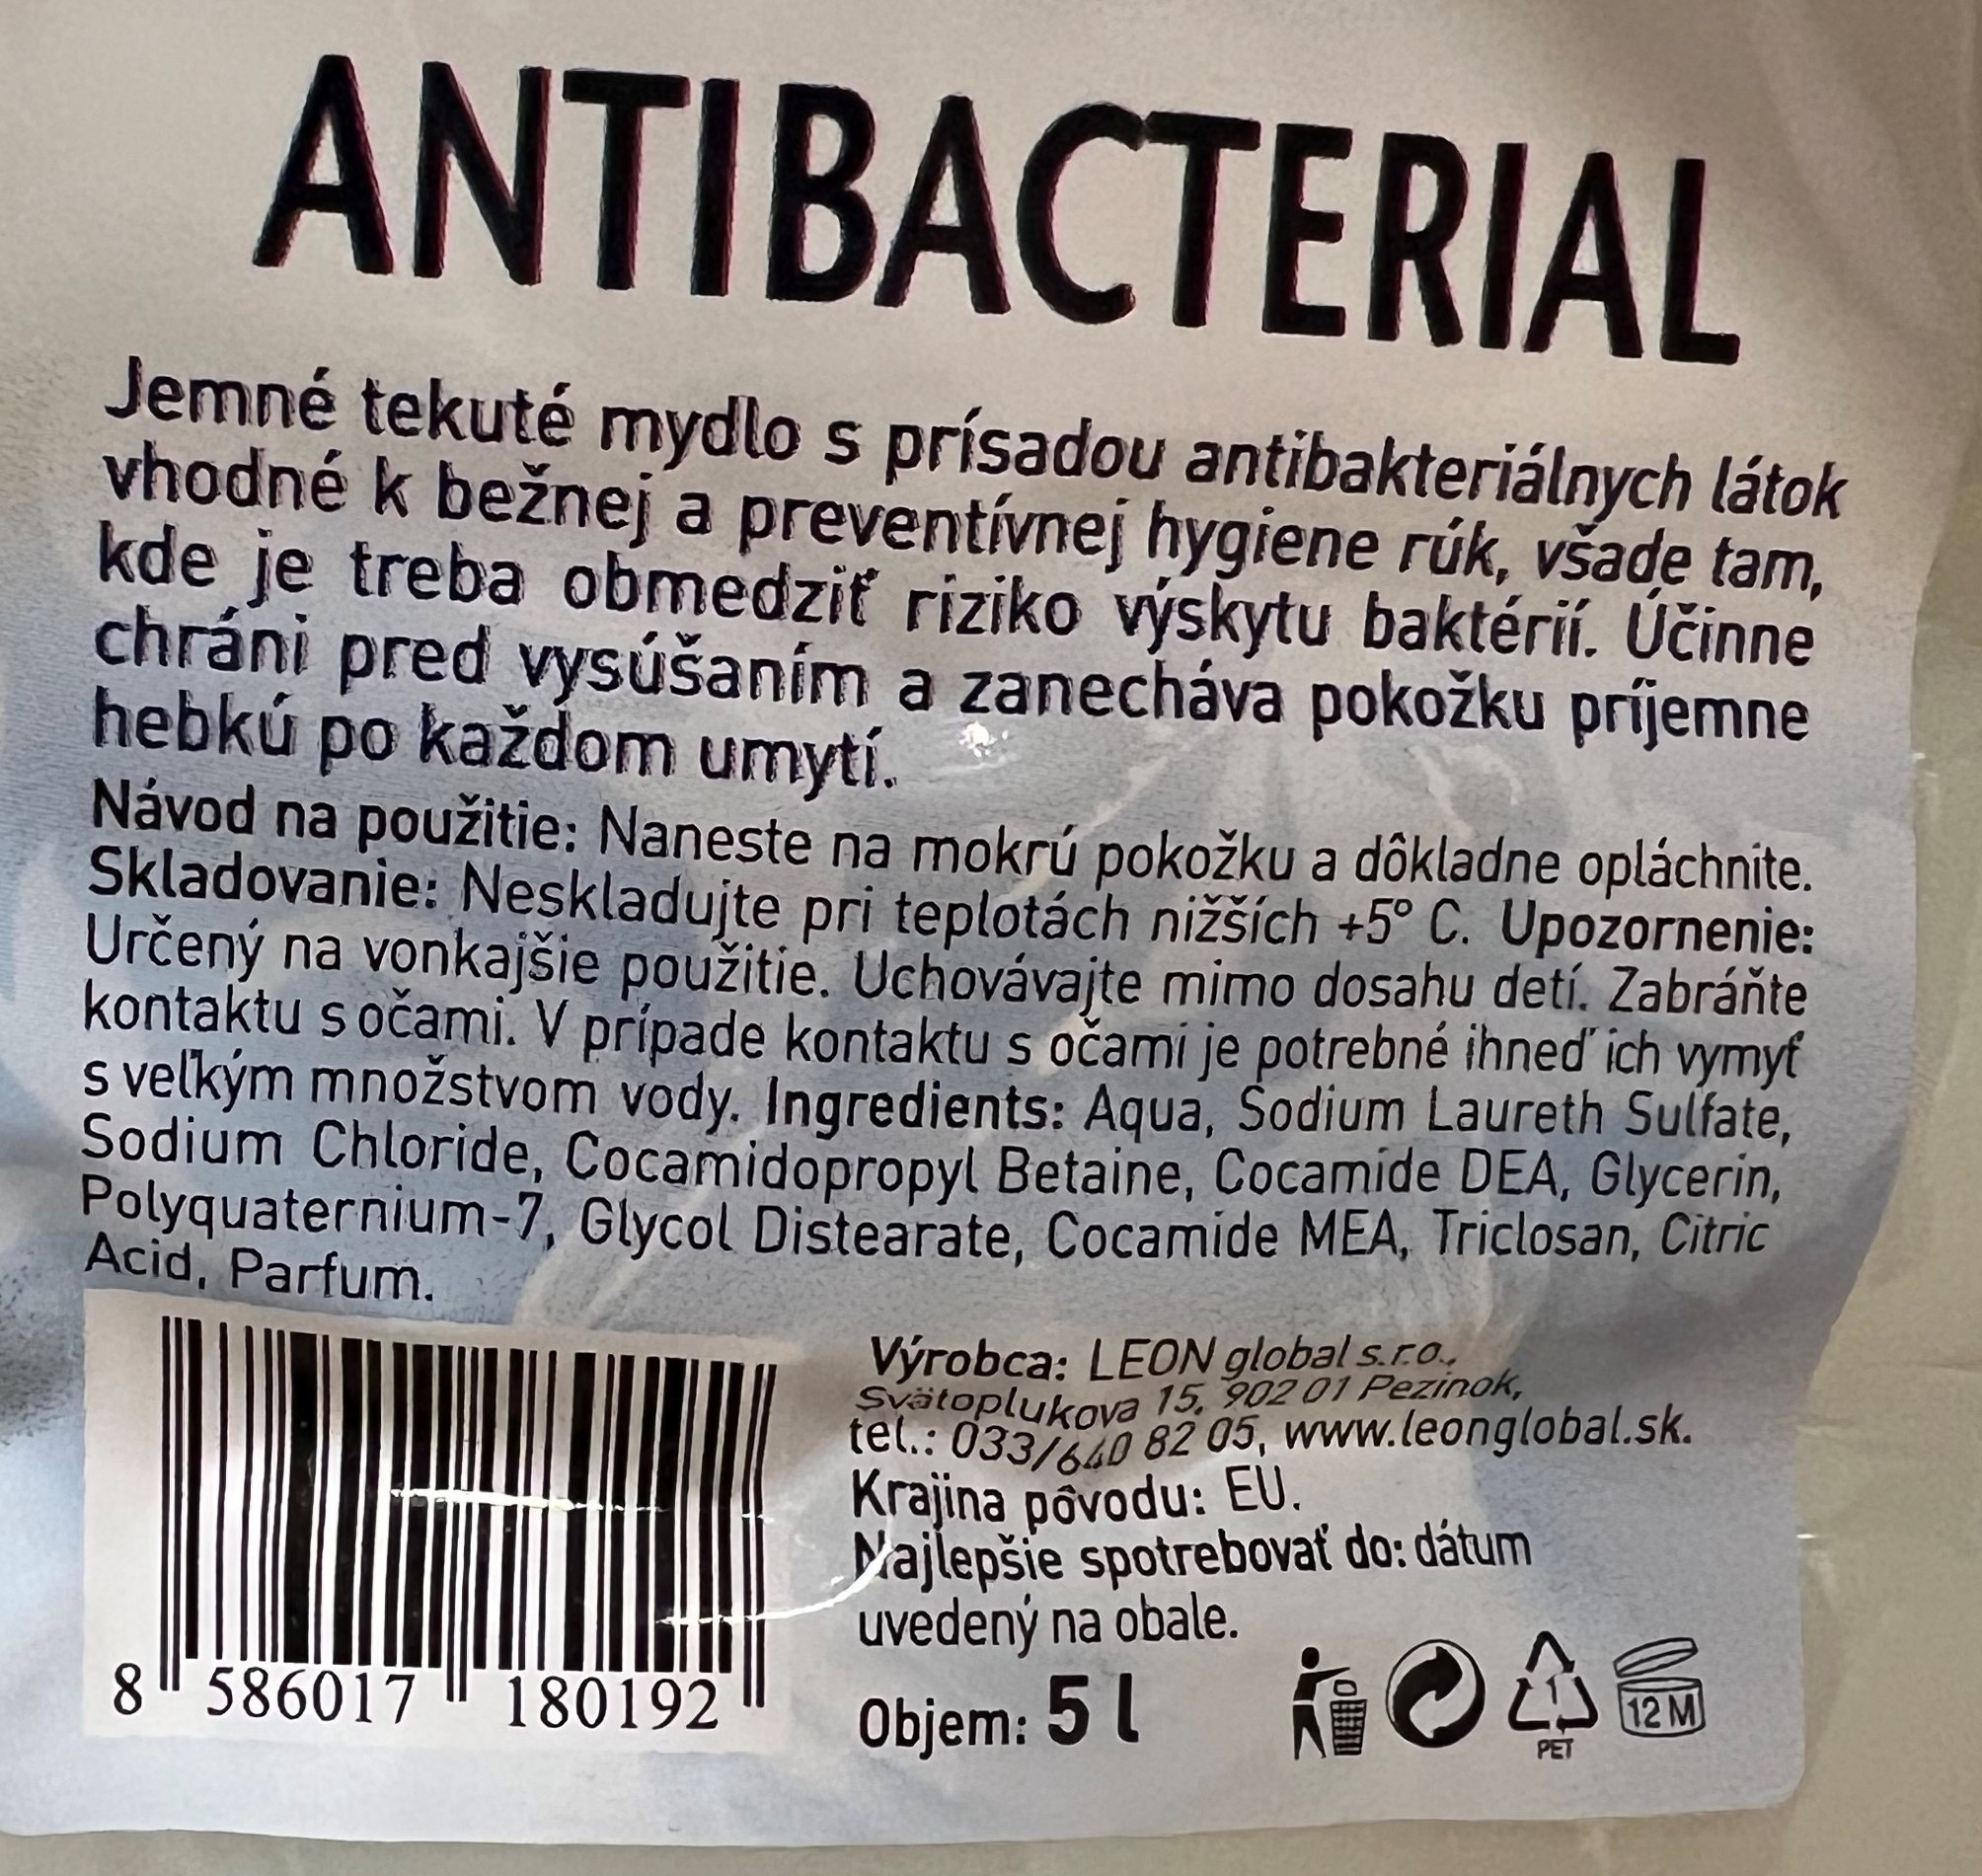 ANTIBACTERIAL
Jemné tekuté mydlo s prísadou antibakteriálnych látok
vhodné k bežnej a preventívnej hygiene rúk, všade tam,
kde je treba obmedziť riziko výskytu baktérií. Účinne
chráni pred vysúšaním a zanecháva pokožku príjemne
hebkú po každom umytí.
Návod na použitie: Naneste na mokrú pokožku a dôkladne opláchnite.
Skladovanie: Neskladujte pri teplotách nižších +5° C. Upozornenie:
Určený na vonkajšie použitie. Uchovávajte mimo dosahu detí. Zabráňte
kontaktu s očami. V prípade kontaktu s očami je potrebné ihneď ich vymyť
s veľkým množstvom vody. Ingredients: Aqua, Sodium Laureth Sulfate,
Sodium Chloride, Cocamidopropyl Betaine, Cocamide DEA, Glycerin,
Polyquaternium-7, Glycol Distearate, Cocamide MEA, Triclosan, Citric
Acid, Parfum.
Výrobca: LEON global s.r.o.,
Svätoplukova 15, 902 01 Pezinok,
tel.: 033/640 82 05, www.leonglobal.sk.
Krajina pôvodu: EU.
Najlepšie spotrebovať do: dátum
uvedený na obale.
Objem: 5 l
8 586017 180192
1
PET
12 M